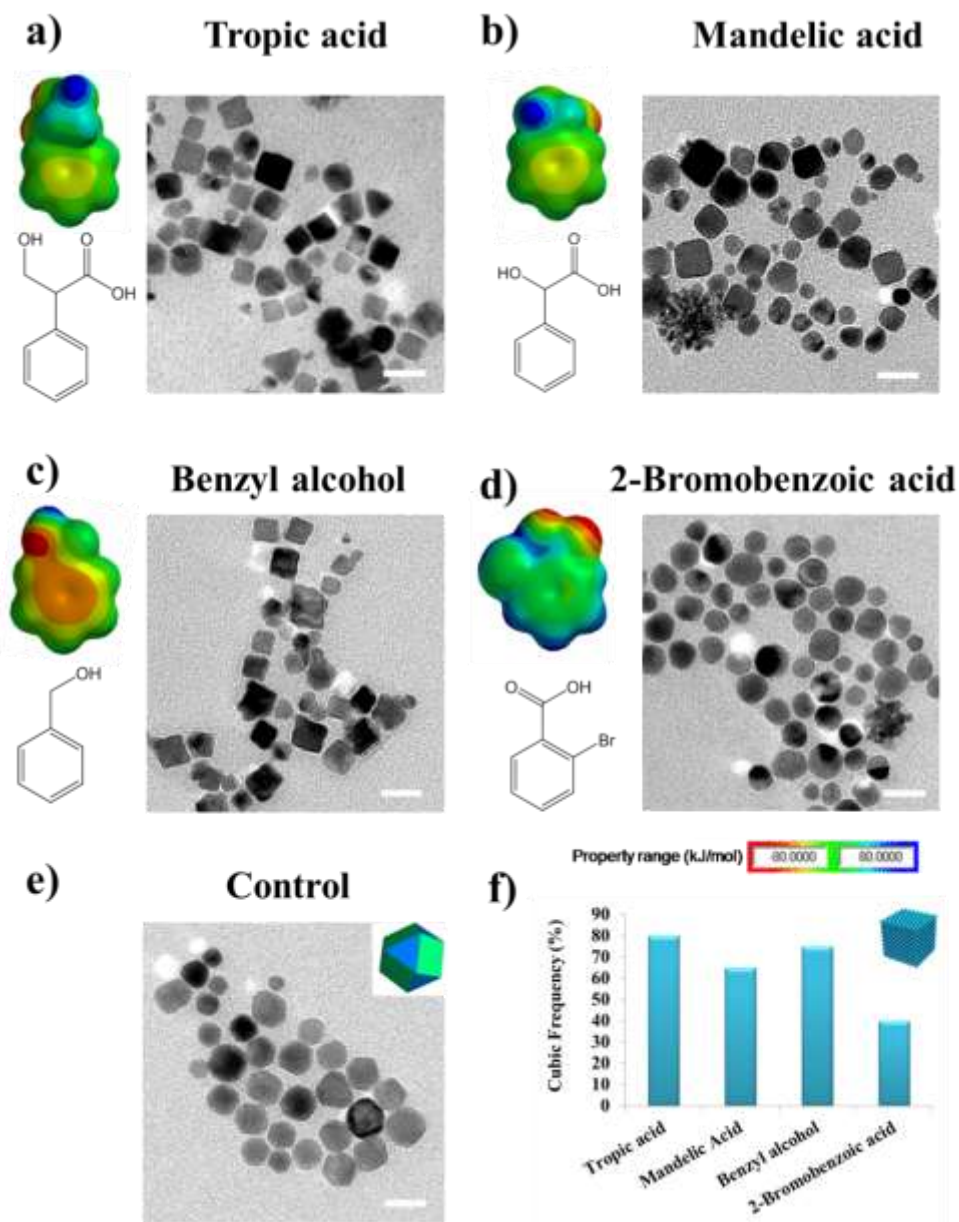 a) Tropic acid
OH
O
OH
b) Mandelic acid
O
HO
OH
c) Benzyl alcohol
OH
d) 2-Bromobenzoic acid
O
OH
Br
Property range (kJ/mol) -80.0000 80.0000
e) Control
f)
Cubic Frequency (%)
90
80
70
60
50
40
30
20
10
0
Tropic acid
Mandelic Acid
Benzyl alcohol
2-Bromobenzoic acid